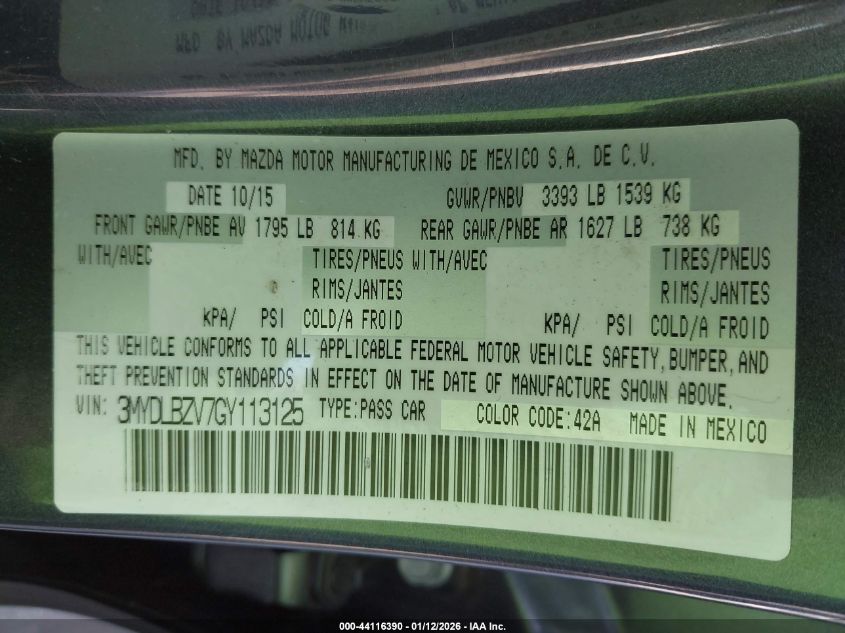 MFD. BY MAZDA MOTOR MANUFACTURING DE MEXICO S.A. DE C.V.
DATE 10/15 GVWR/PNBV 3393 LB 1539 KG
FRONT GAWR/PNBE AV 1795 LB 814 KG REAR GAWR/PNBE AR 1627 LB 738 KG
WITH/AVEC TIRES/PNEUS WITH/AVEC TIRES/PNEUS
RIMS/JANTES RIMS/JANTES
KPA/ PSI COLD/A FROID KPA/ PSI COLD/A FROID
THIS VEHICLE CONFORMS TO ALL APPLICABLE FEDERAL MOTOR VEHICLE SAFETY, BUMPER, AND
THEFT PREVENTION STANDARDS IN EFFECT ON THE DATE OF MANUFACTURE SHOWN ABOVE.
VIN: 3MYDLBZV7GY113125 TYPE:PASS CAR COLOR CODE:42A MADE IN MEXICO
000-44116390 - 01/12/2026 - IAA Inc.